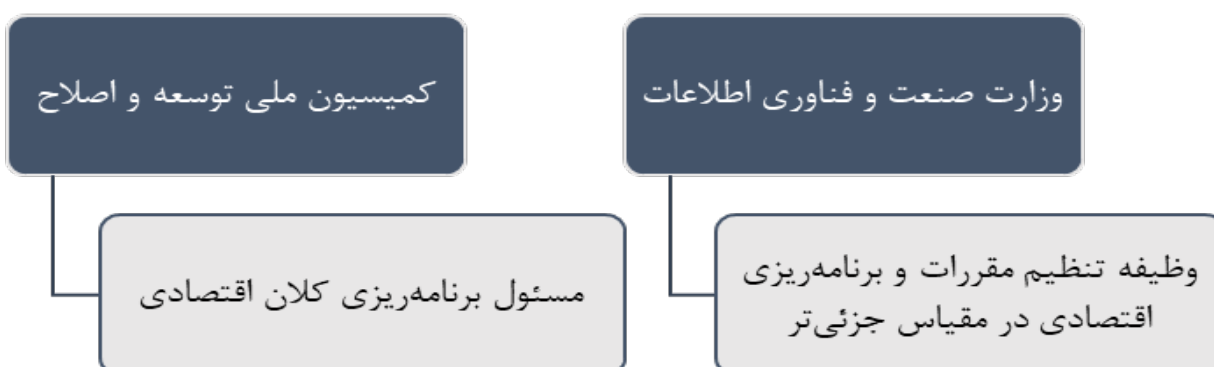 وزارت صنعت و فناوری اطلاعات
وظیفه تنظیم مقررات و برنامه‌ریزی
اقتصادی در مقیاس جزئی‌تر
کمیسیون ملی توسعه و اصلاح
مسئول برنامه‌ریزی کلان اقتصادی